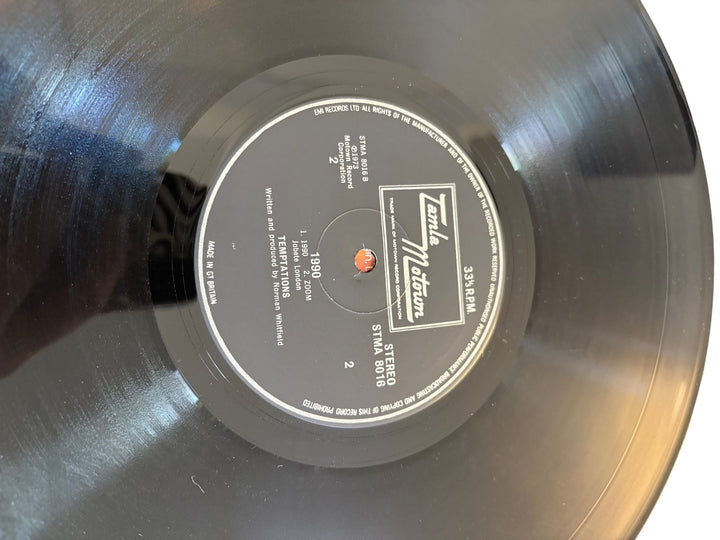 EMI RECORDS LTD·ALL RIGHTS OF THE MANUFACTURER AND OF THE OWNER OF THE RECORDED WORK RESERVED UNAUTHORISED PUBLIC PERFORMANCE BROADCASTING AND COPYING OF THIS RECORD PROHIBITED
MADE IN GT BRITAIN
33⅓RPM
Tamla Motown
TRADE MARK OF MOTOWN RECORD CORPORATION
STMA 8016 B
℗1973
Motown Record
Corporation
2
STEREO
STMA 8016
2
1990
1. 1990 2. ZOOM
Jobete London
TEMPTATIONS
Written and produced by Norman Whitfield